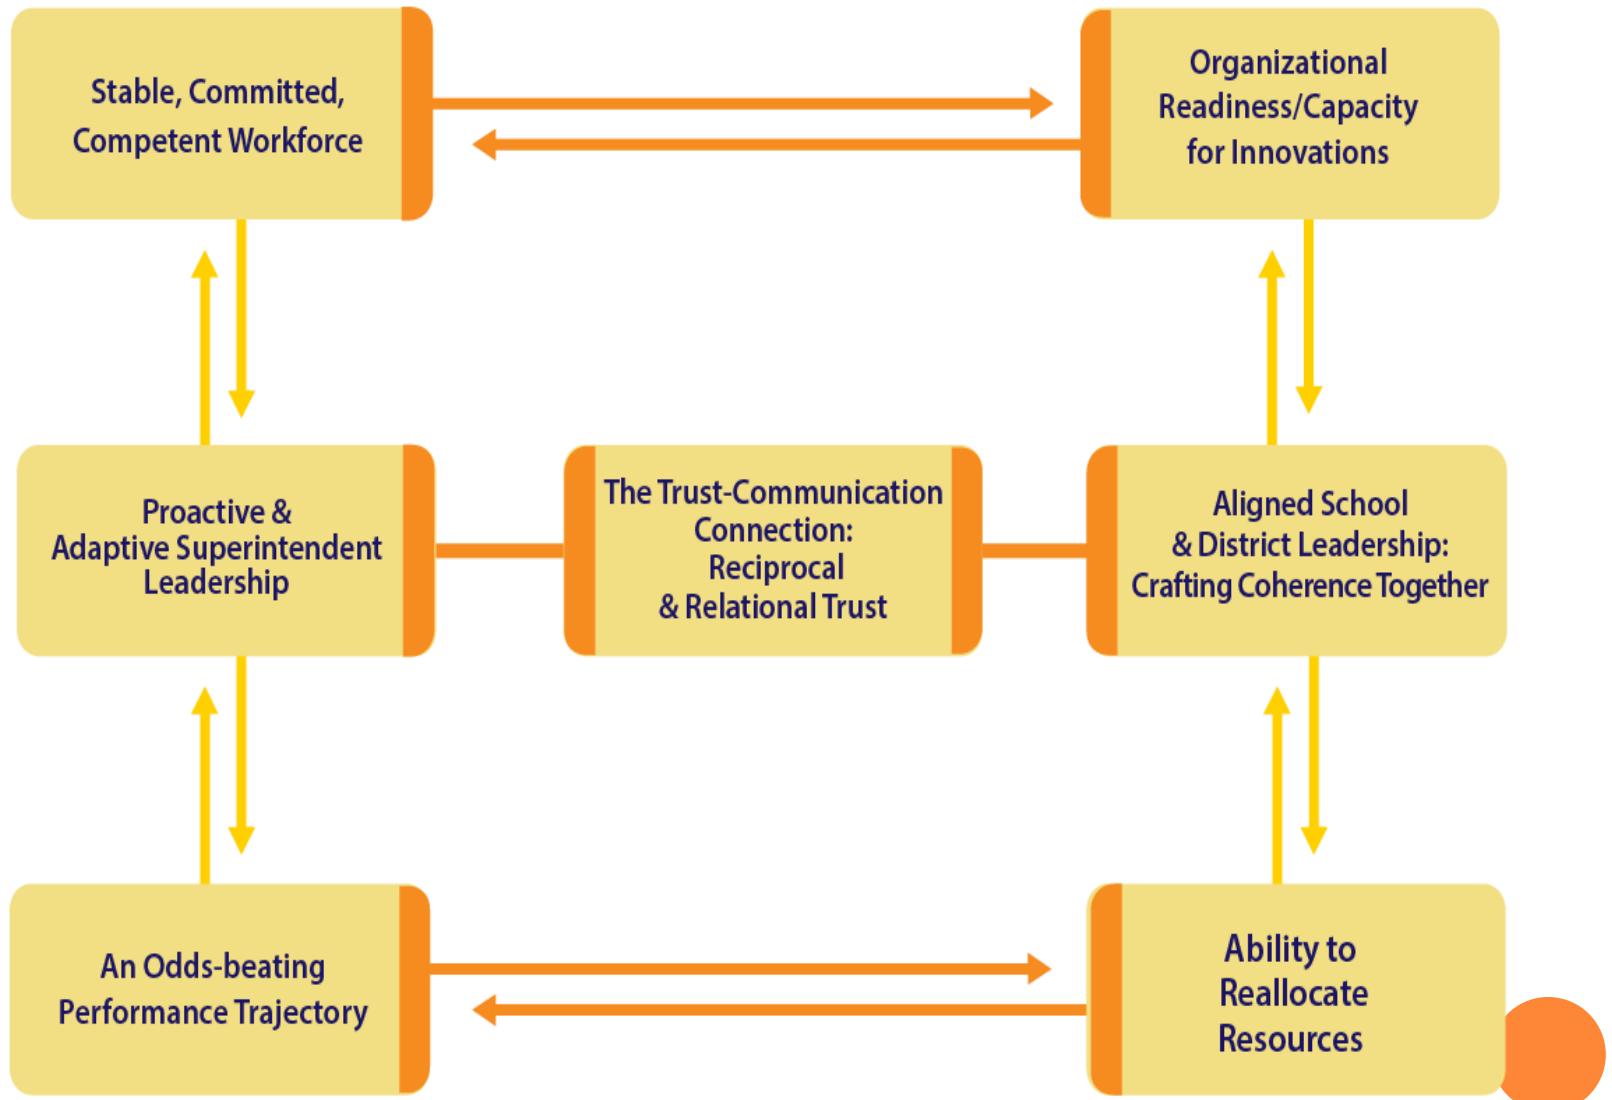 Stable, Committed,
Competent Workforce
Organizational
Readiness/Capacity
for Innovations
Proactive &
Adaptive Superintendent
Leadership
The Trust-Communication
Connection:
Reciprocal
& Relational Trust
Aligned School
& District Leadership:
Crafting Coherence Together
An Odds-beating
Performance Trajectory
Ability to
Reallocate
Resources